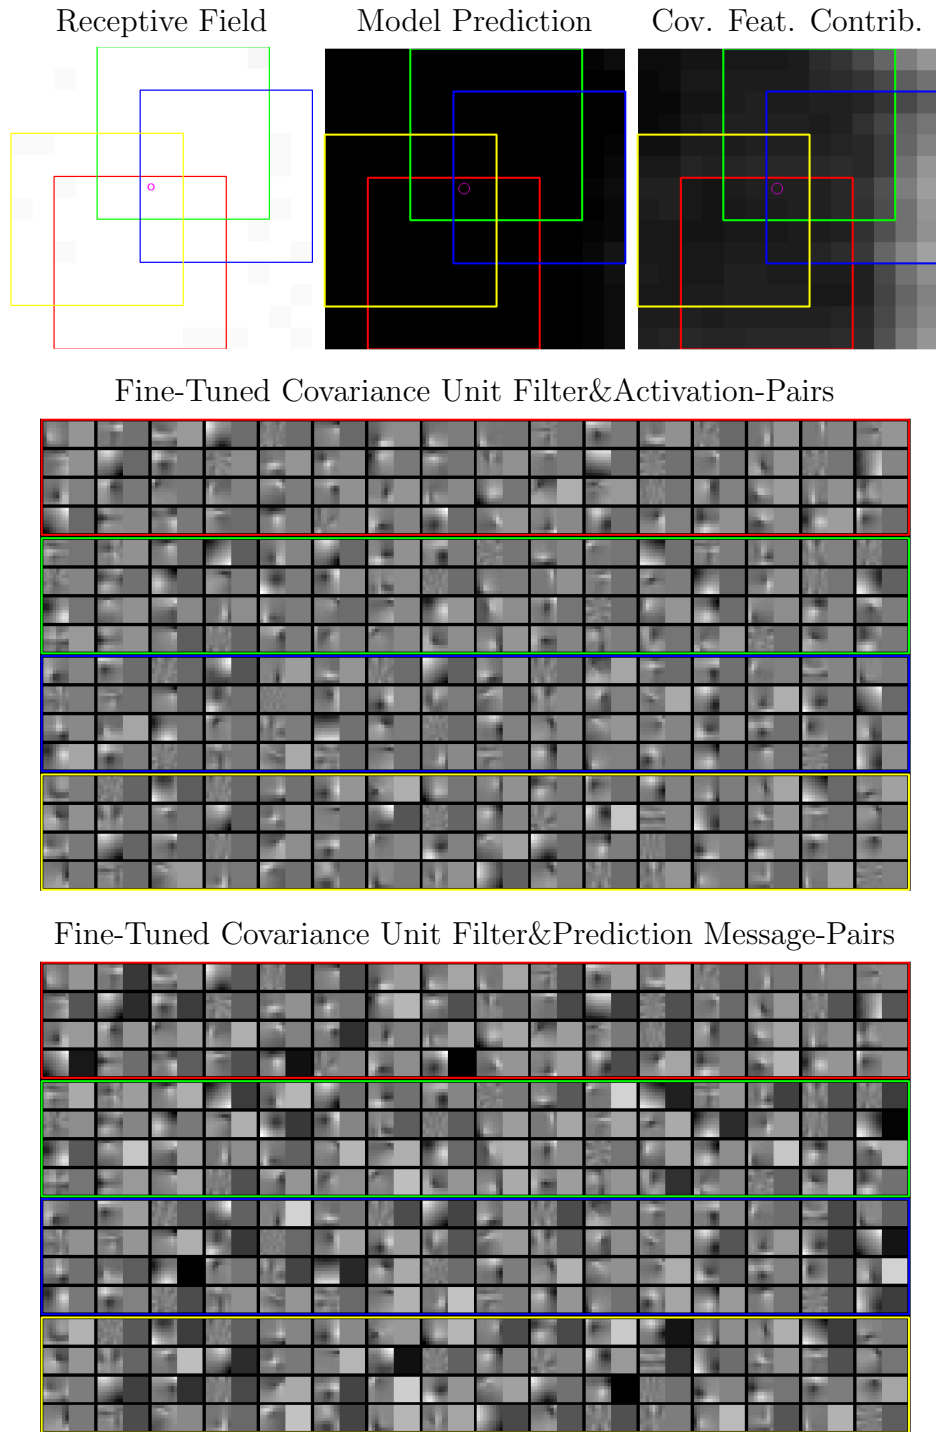 Receptive Field
Model Prediction
Cov. Feat. Contrib.
Fine-Tuned Covariance Unit Filter&Activation-Pairs
Fine-Tuned Covariance Unit Filter&Prediction Message-Pairs